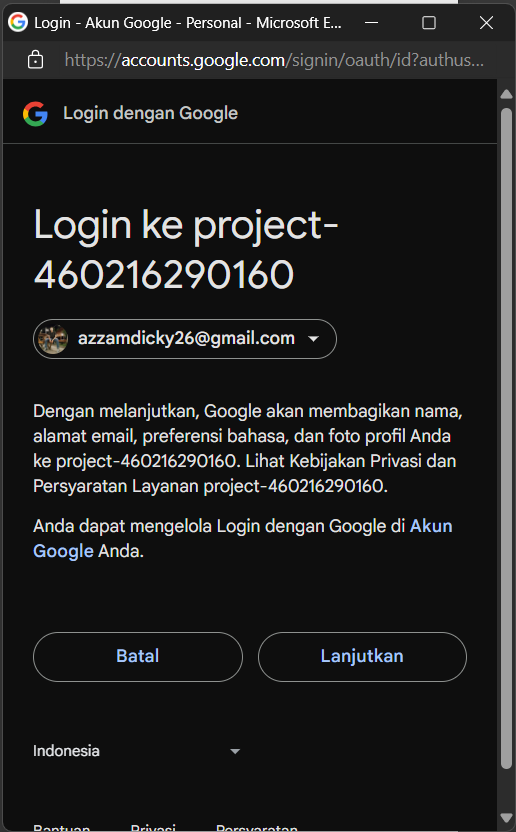 Login - Akun Google - Personal - Microsoft E...
https://accounts.google.com/signin/oauth/id?authus...
Login dengan Google
Login ke project-
460216290160
azzamdicky26@gmail.com
Dengan melanjutkan, Google akan membagikan nama,
alamat email, preferensi bahasa, dan foto profil Anda
ke project-460216290160. Lihat Kebijakan Privasi dan
Persyaratan Layanan project-460216290160.
Anda dapat mengelola Login dengan Google di Akun
Google Anda.
Batal Lanjutkan
Indonesia
Bantuan Privasi Persyaratan